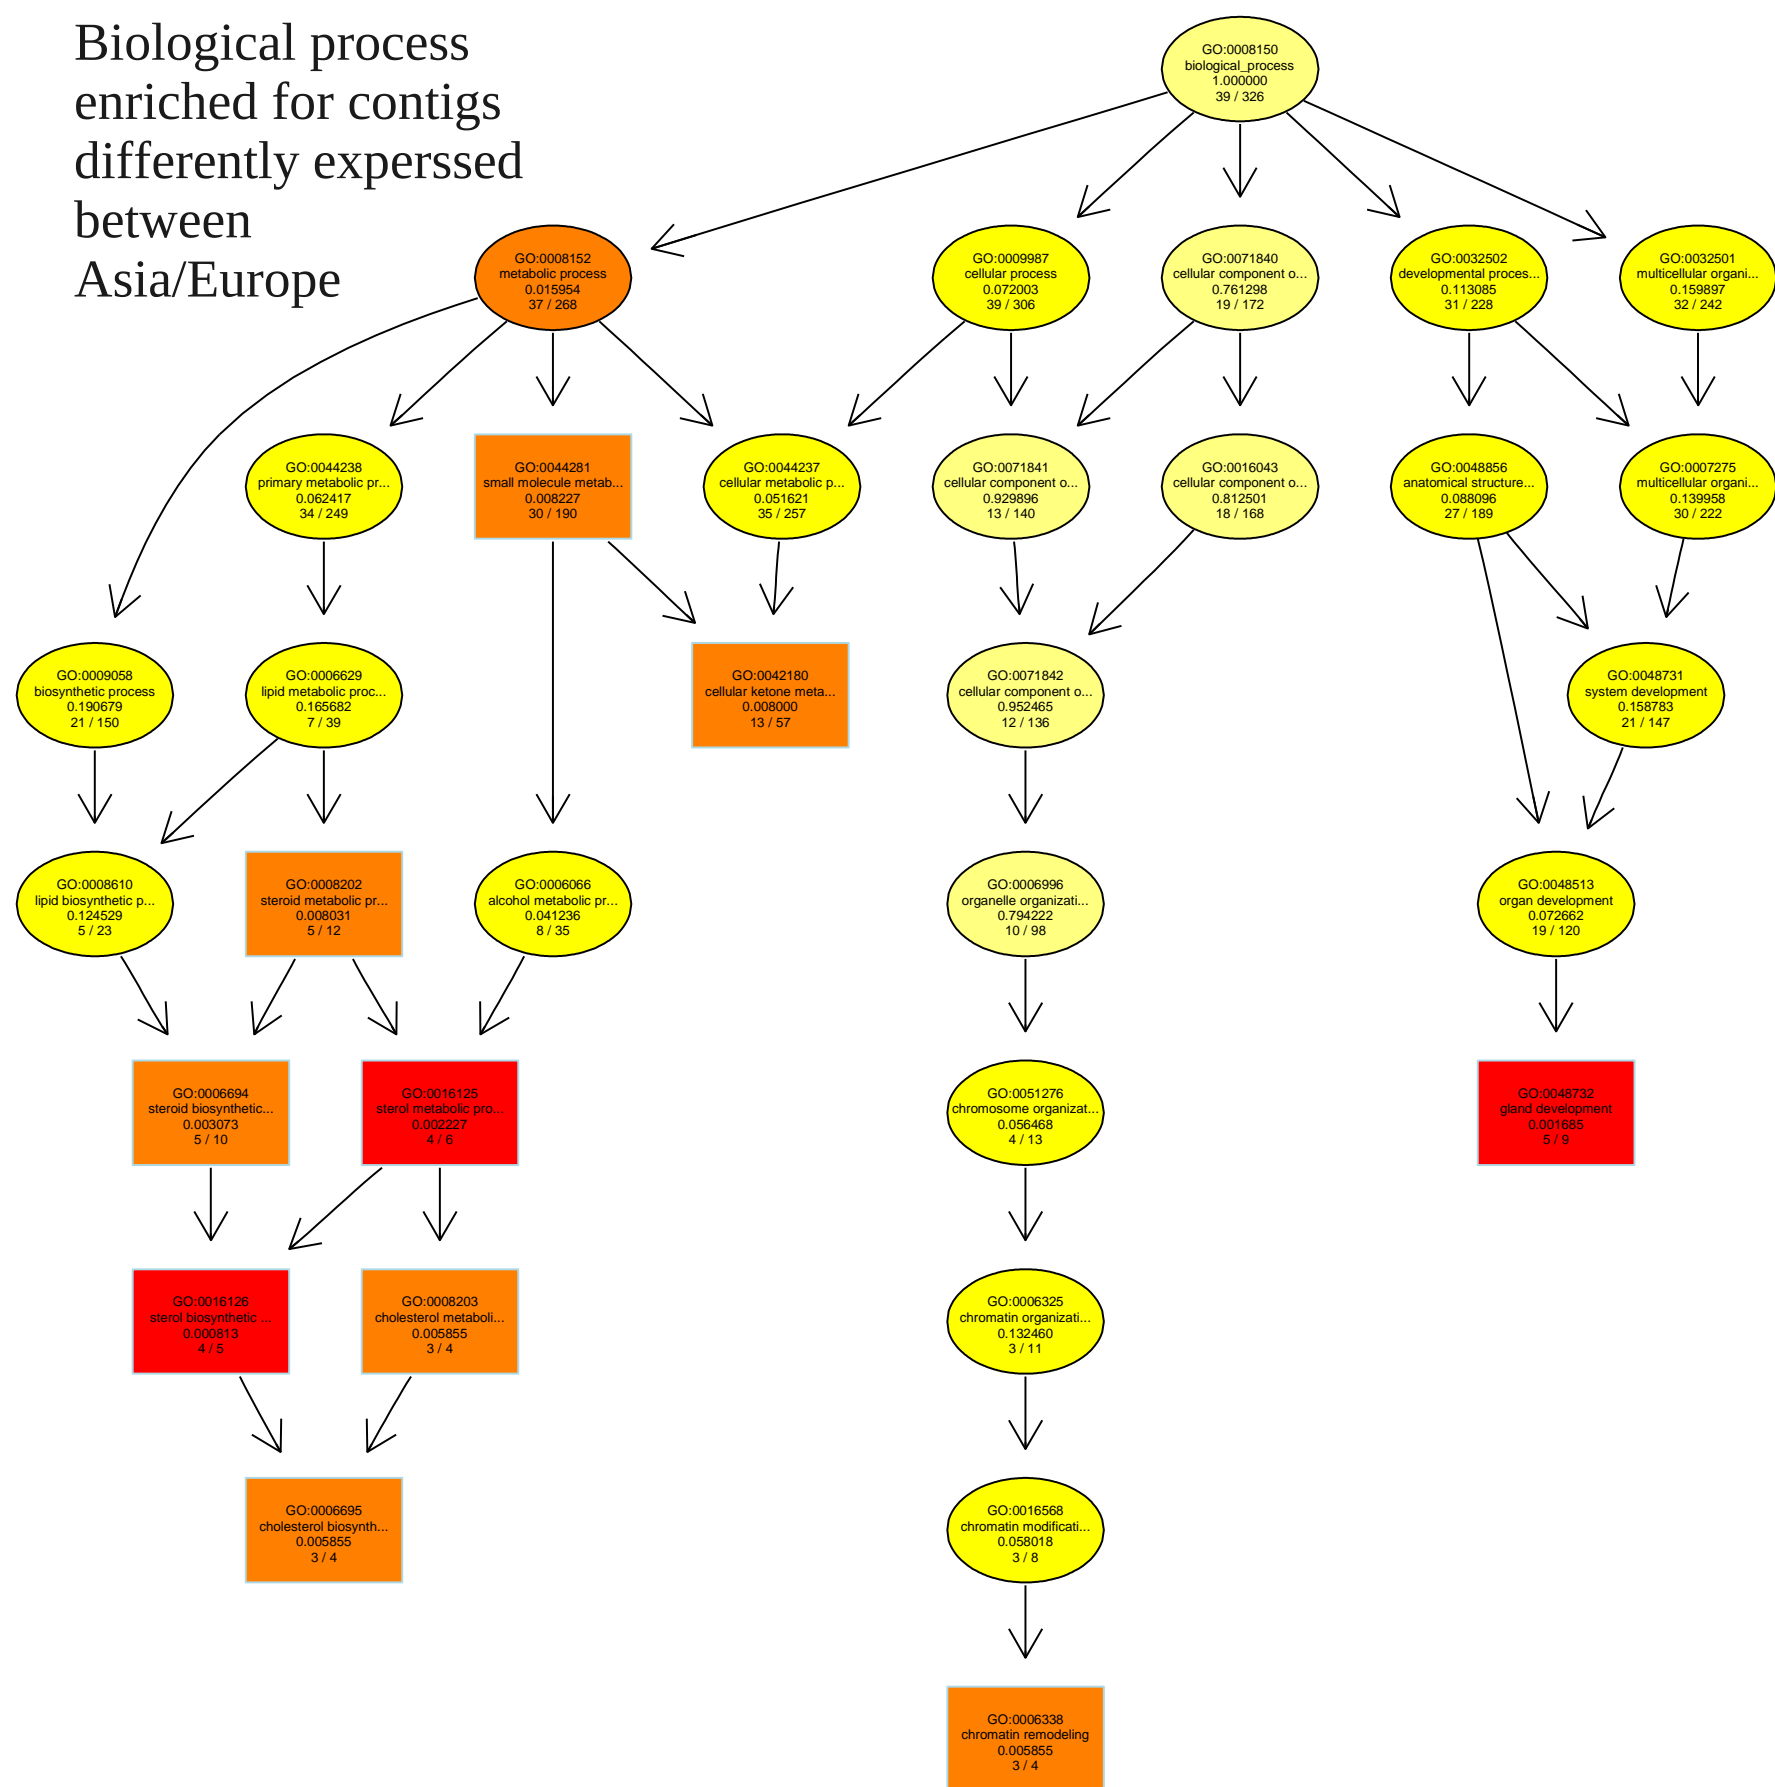 Biological process
enriched for contigs
differently experssed
between
Asia/Europe
GO:0008150
biological_process
1.000000
39 / 326
GO:0008152
metabolic process
0.015954
37 / 268
GO:0009987
cellular process
0.072003
39 / 306
GO:0071840
cellular component o...
0.761298
19 / 172
GO:0032502
developmental proces...
0.113085
31 / 228
GO:0032501
multicellular organi...
0.159897
32 / 242
GO:0044238
primary metabolic pr...
0.062417
34 / 249
GO:0044281
small molecule metab...
0.008227
30 / 190
GO:0044237
cellular metabolic p...
0.051621
35 / 257
GO:0071841
cellular component o...
0.929896
13 / 140
GO:0016043
cellular component o...
0.812501
18 / 168
GO:0048856
anatomical structure...
0.088096
27 / 189
GO:0007275
multicellular organi...
0.139958
30 / 222
GO:0009058
biosynthetic process
0.190679
21 / 150
GO:0006629
lipid metabolic proc...
0.165682
7 / 39
GO:0042180
cellular ketone meta...
0.008000
13 / 57
GO:0071842
cellular component o...
0.952465
12 / 136
GO:0048731
system development
0.158783
21 / 147
GO:0008610
lipid biosynthetic p...
0.124529
5 / 23
GO:0008202
steroid metabolic pr...
0.008031
5 / 12
GO:0006066
alcohol metabolic pr...
0.041236
8 / 35
GO:0006996
organelle organizati...
0.794222
10 / 98
GO:0048513
organ development
0.072662
19 / 120
GO:0006694
steroid biosynthetic...
0.003073
5 / 10
GO:0016125
sterol metabolic pro...
0.002227
4 / 6
GO:0051276
chromosome organizat...
0.056468
4 / 13
GO:0048732
gland development
0.001685
5 / 9
GO:0016126
sterol biosynthetic ...
0.000813
4 / 5
GO:0008203
cholesterol metaboli...
0.005855
3 / 4
GO:0006325
chromatin organizati...
0.132460
3 / 11
GO:0006695
cholesterol biosynth...
0.005855
3 / 4
GO:0016568
chromatin modificati...
0.058018
3 / 8
GO:0006338
chromatin remodeling
0.005855
3 / 4